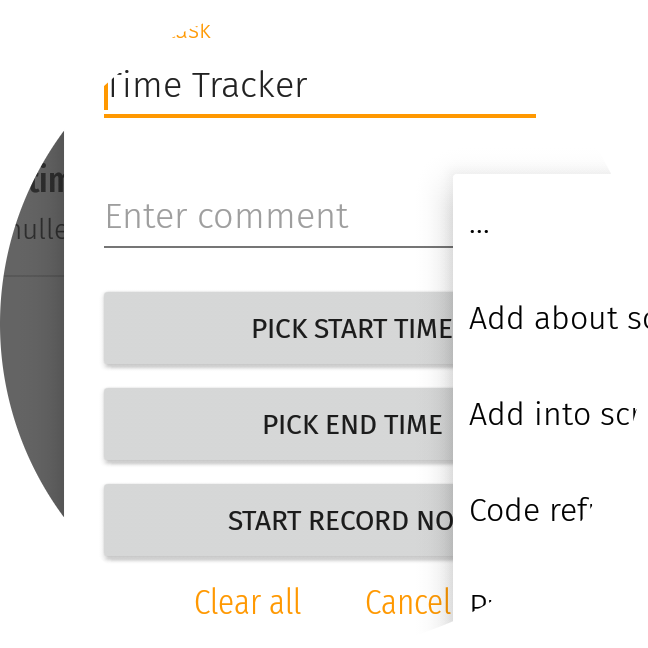 Time Tracker
Enter comment
...
PICK START TIME
Add about
PICK END TIME
Add into
START RECORD
Code
Clear all
Cancel